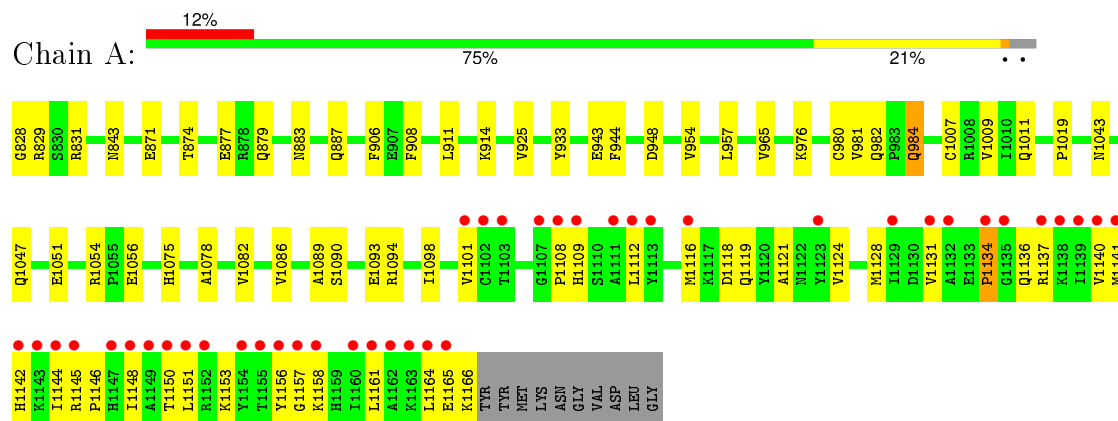 12%
Chain A:
75% 21% • •
G828 R829 S830 R831 N843 E871 T874 E877 R878 Q879 N883 Q887 F906 E907 F908 L911 K914 V925 Y933 E943 F944 D948 V954 L957 V965 K976 C980 V981 Q982 P983 Q984 C1007 R1008 V1009 I1010 Q1011 P1019 N1043
Q1047 E1051 R1054 P1055 E1056 H1075 A1078 V1082 V1086 A1089 S1090 E1093 R1094 I1098 V1101 C1102 T1103 G1107 P1108 H1109 S1110 A1111 L1112 Y1113 M1116 K1117 D1118 Q1119 Y1120 A1121 N1122 Y1123 V1124 M1128 I1129 D1130 V1131 A1132 E1133 P1134 G1135 Q1136 R1137 K1138 I1139 V1140 M1141
H1142 K1143 I1144 R1145 P1146 H1147 I1148 A1149 T1150 L1151 R1152 K1153 Y1154 T1155 Y1156 G1157 K1158 H1159 I1160 L1161 A1162 K1163 L1164 E1165 K1166 TYR TYR MET LYS ASN GLY VAL ASP LEU GLY